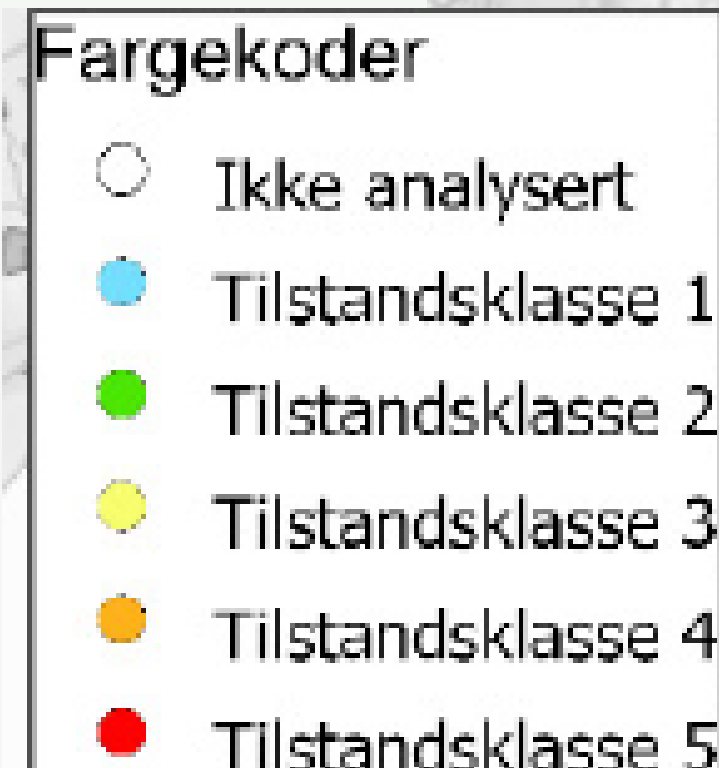 Fargekoder
Ikke analysert
Tilstandsklasse 1
Tilstandsklasse 2
Tilstandsklasse 3
Tilstandsklasse 4
Tilstandsklasse 5